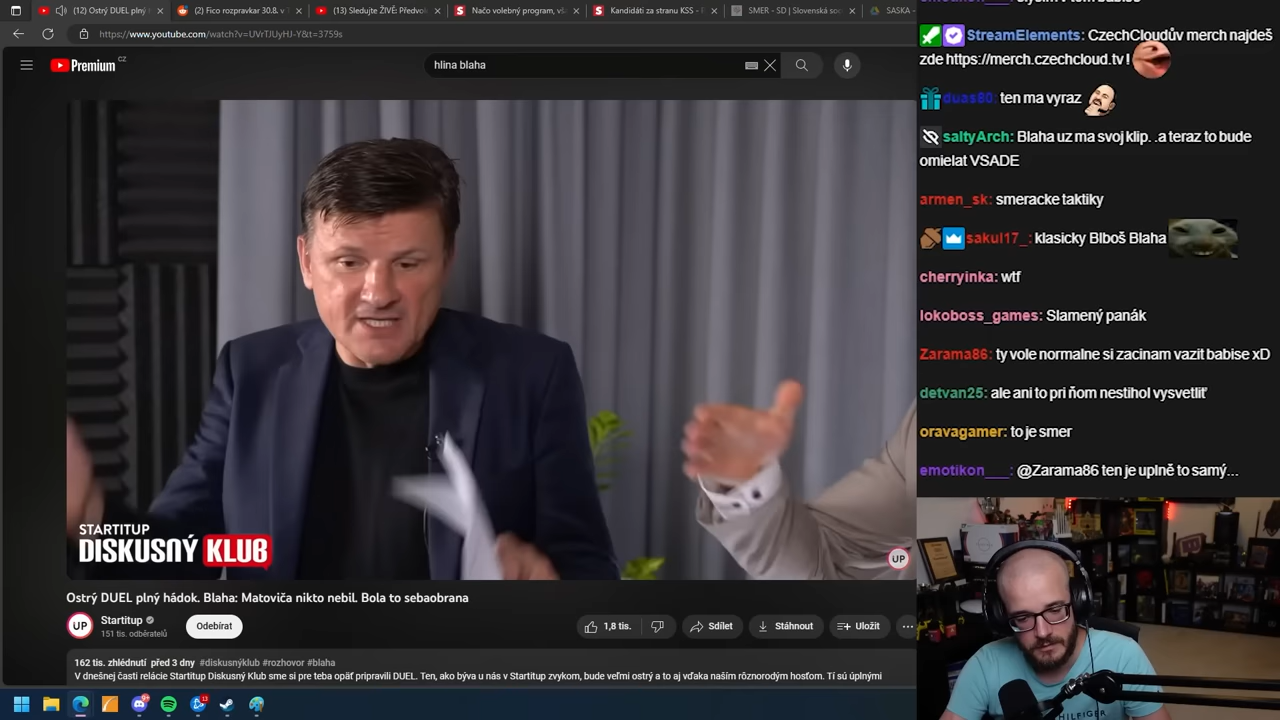 (12) Ostrý DUEL plný h
(2) Fico rozpravkar 30.8. v
(13) Sledujte ŽIVĚ: Předvol
Načo volebný program, vša
Kandidáti za stranu KSS -
SMER - SD | Slovenská soci
SASKA -
https://www.youtube.com/watch?v=UVrTJUyHJ-Y&t=3759s
Premium CZ
hlina blaha
STARTITUP
DISKUSNÝ KLUB
UP
Ostrý DUEL plný hádok. Blaha: Matoviča nikto nebil. Bola to sebaobrana
UP
Startitup
151 tis. odběratelů
Odebírat
1,8 tis.
Sdílet
Stáhnout
Uložit
162 tis. zhlédnutí před 3 dny #diskusnýklub #rozhovor #blaha
V dnešnej časti relácie Startitup Diskusný Klub sme si pre teba opäť pripravili DUEL. Ten, ako býva u nás v Startitup zvykom, bude veľmi ostrý a to aj vďaka naším rôznorodým hosťom. Tí sú úplnými
StreamElements: CzechCloudův merch najdeš
zde https://merch.czechcloud.tv !
duas80: ten ma vyraz
saltyArch: Blaha uz ma svoj klip. .a teraz to bude
omielat VSADE
armen_sk: smeracke taktiky
sakul17_: klasicky Blboš Blaha
cherryinka: wtf
lokoboss_games: Slamený panák
Zarama86: ty vole normalne si zacinam vazit babise xD
detvan25: ale ani to pri ňom nestihol vysvetliť
oravagamer: to je smer
emotikon___: @Zarama86 ten je uplně to samý...
HILFIGER